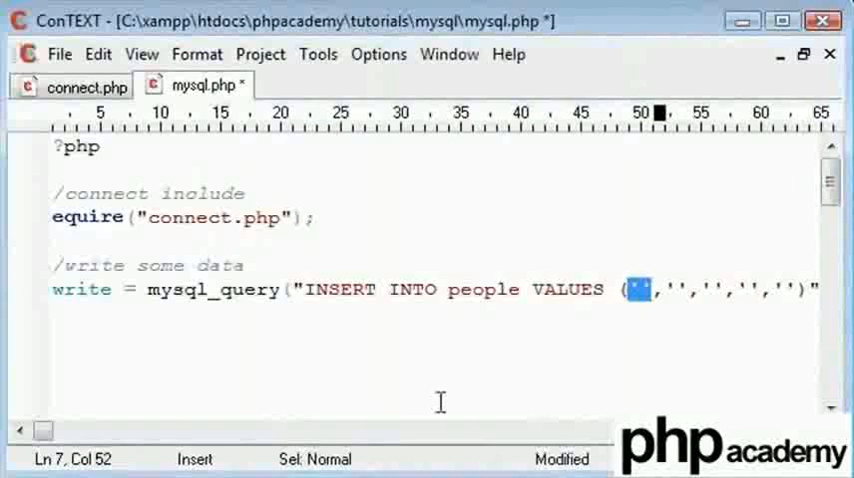 ConTEXT - [C:\xampp\htdocs\phpacademy\tutorials\mysql\mysql.php *]
File Edit View Format Project Tools Options Window Help
connect.php mysql.php *
5 10 15 20 25 30 35 40 45 50 55 60 65
?php
/connect include
equire("connect.php");
/write some data
write = mysql_query("INSERT INTO people VALUES ('','','','','')"
Ln 7, Col 52 Insert Sel: Normal Modified
php academy